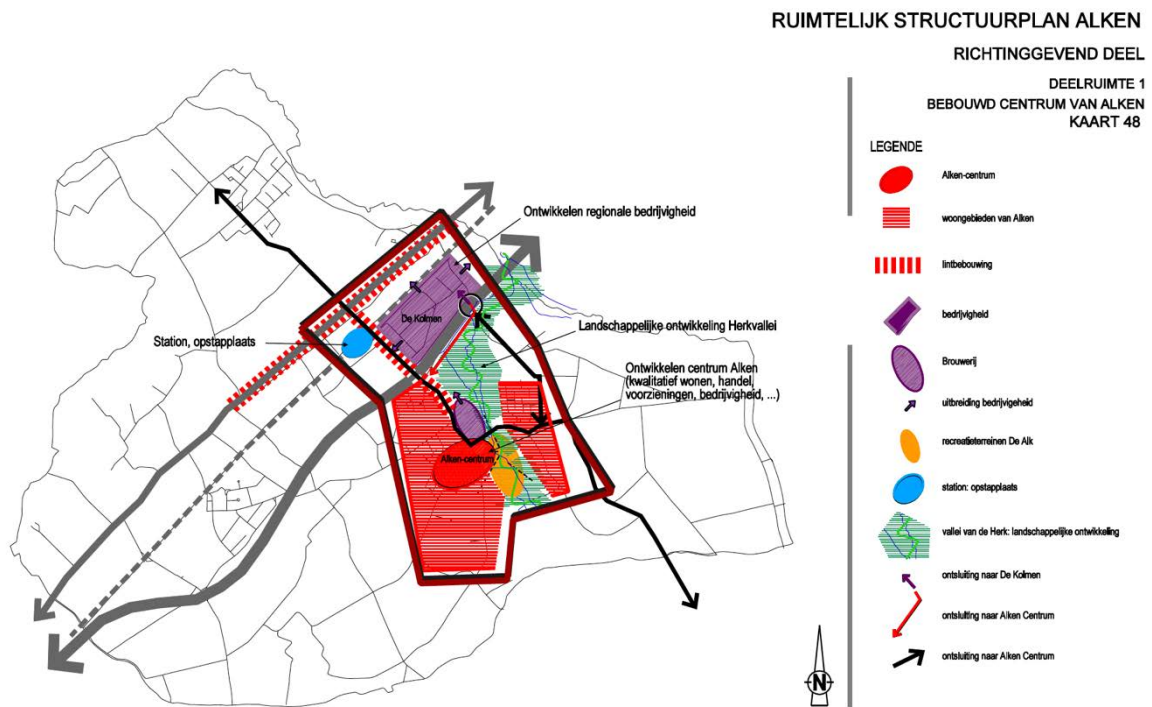 RUIMTELIJK STRUCTUURPLAN ALKEN
RICHTINGGEVEND DEEL
DEELRUIMTE 1
BEBOUWD CENTRUM VAN ALKEN
KAART 48
LEGENDE
Alken-centrum
woongebieden van Alken
lintbebouwing
bedrijvigheid
Brouwerij
uitbreiding bedrijvigeheid
recreatieterreinen De Alk
station: opstapplaats
vallei van de Herk: landschappelijke ontwikkeling
ontsluiting naar De Kolmen
ontsluiting naar Alken Centrum
ontsluiting naar Alken Centrum
Ontwikkelen regionale bedrijvigheid
De Kolmen
Station, opstapplaats
Landschappelijke ontwikkeling Herkvallei
Ontwikkelen centrum Alken
(kwalitatief wonen, handel,
voorzieningen, bedrijvigheid, ...)
Alken-centrum
N